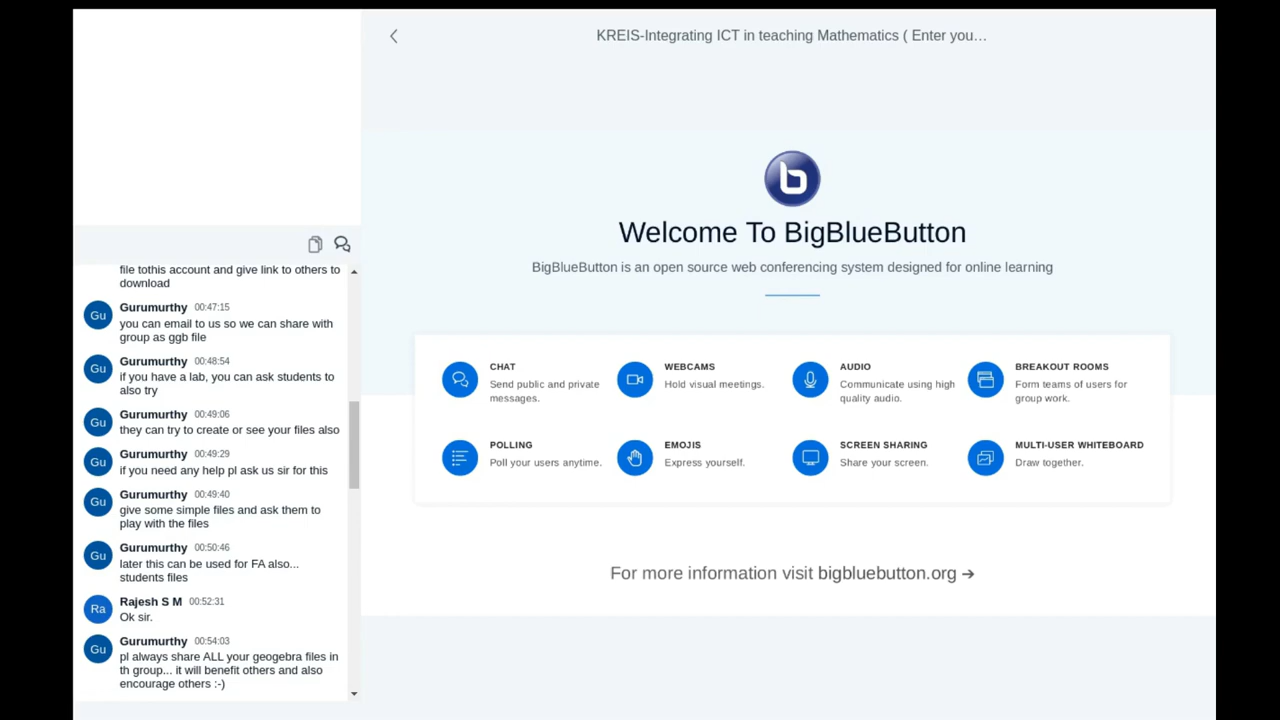 KREIS-Integrating ICT in teaching Mathematics ( Enter you…
Welcome To BigBlueButton
BigBlueButton is an open source web conferencing system designed for online learning
CHAT
Send public and private
messages.
WEBCAMS
Hold visual meetings.
AUDIO
Communicate using high
quality audio.
BREAKOUT ROOMS
Form teams of users for
group work.
POLLING
Poll your users anytime.
EMOJIS
Express yourself.
SCREEN SHARING
Share your screen.
MULTI-USER WHITEBOARD
Draw together.
For more information visit bigbluebutton.org →
file tothis account and give link to others to
download
Gu
Gurumurthy 00:47:15
you can email to us so we can share with
group as ggb file
Gu
Gurumurthy 00:48:54
if you have a lab, you can ask students to
also try
Gu
Gurumurthy 00:49:06
they can try to create or see your files also
Gu
Gurumurthy 00:49:29
if you need any help pl ask us sir for this
Gu
Gurumurthy 00:49:40
give some simple files and ask them to
play with the files
Gu
Gurumurthy 00:50:46
later this can be used for FA also...
students files
Ra
Rajesh S M 00:52:31
Ok sir.
Gu
Gurumurthy 00:54:03
pl always share ALL your geogebra files in
th group... it will benefit others and also
encourage others :-)